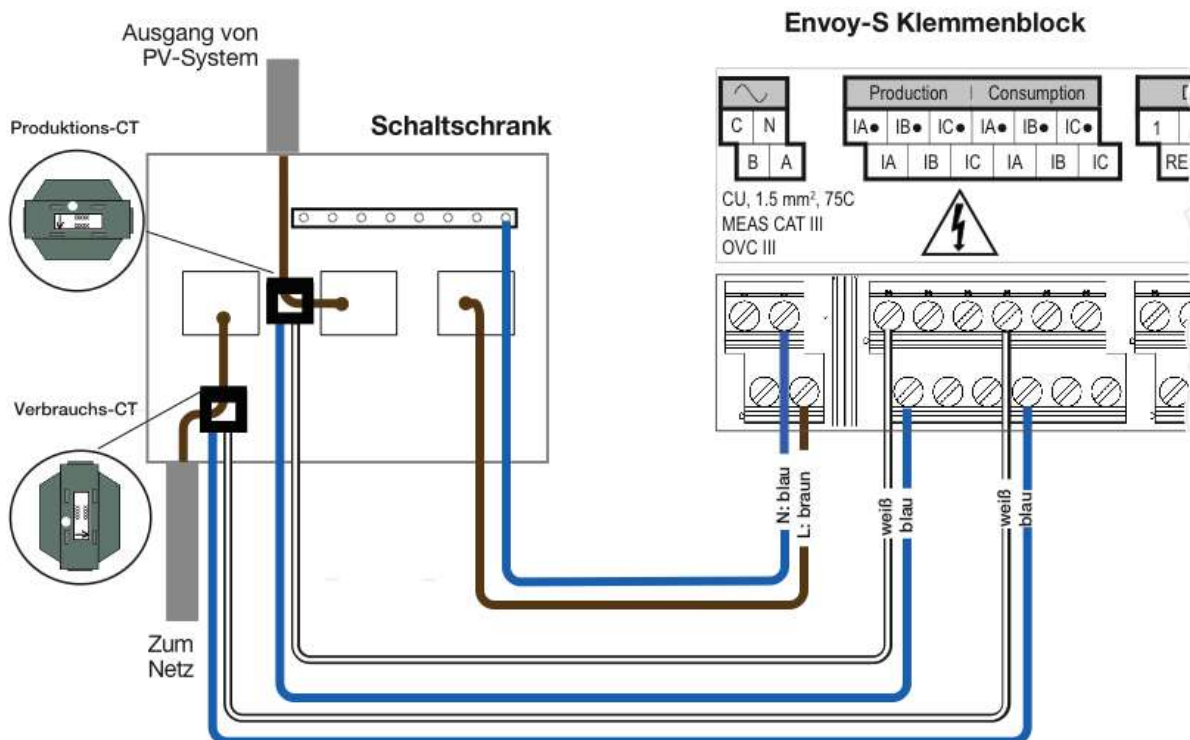 Envoy-S Klemmenblock
Ausgang von
PV-System
Produktions-CT
Schaltschrank
Production | Consumption
C N
B A
IA● IB● IC● IA● IB● IC●
IA IB IC IA IB IC
1
RE
CU, 1.5 mm², 75C
MEAS CAT III
OVC III
Verbrauchs-CT
N: blau
L: braun
weiß
blau
weiß
blau
Zum
Netz